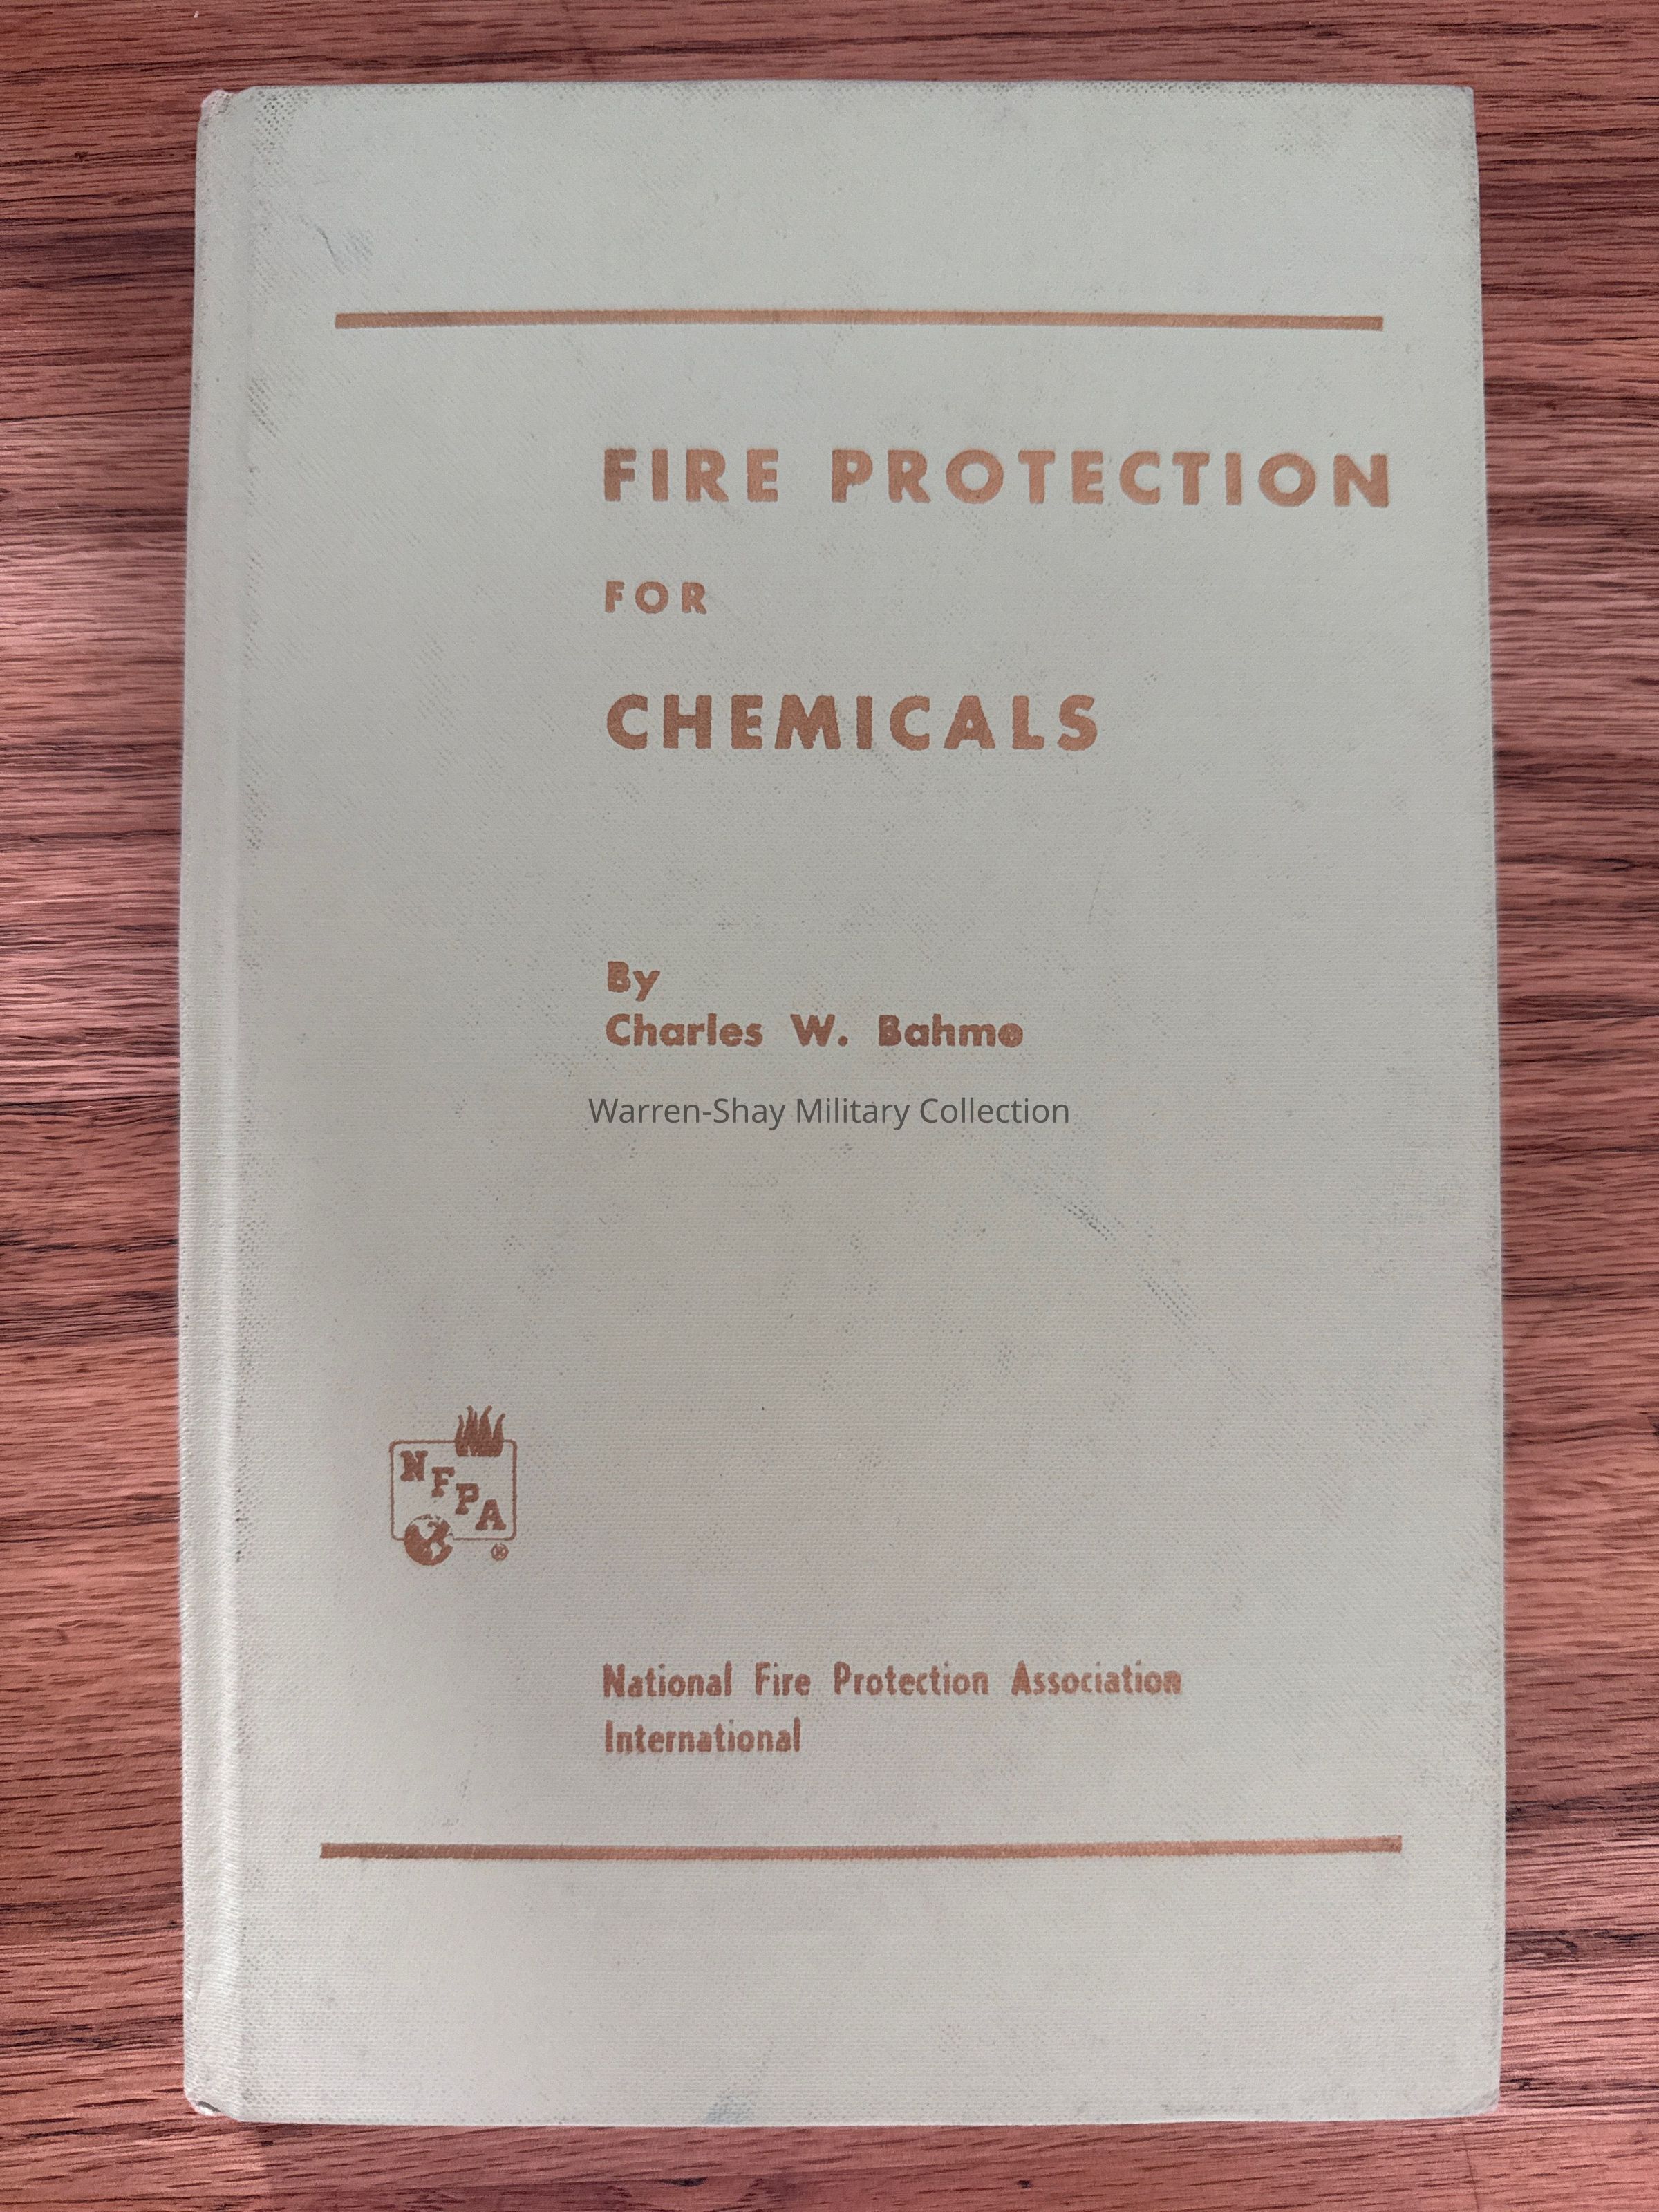 FIRE PROTECTION
FOR
CHEMICALS
By
Charles W. Bahme
Warren-Shay Military Collection
NFPA
®
National Fire Protection Association
International